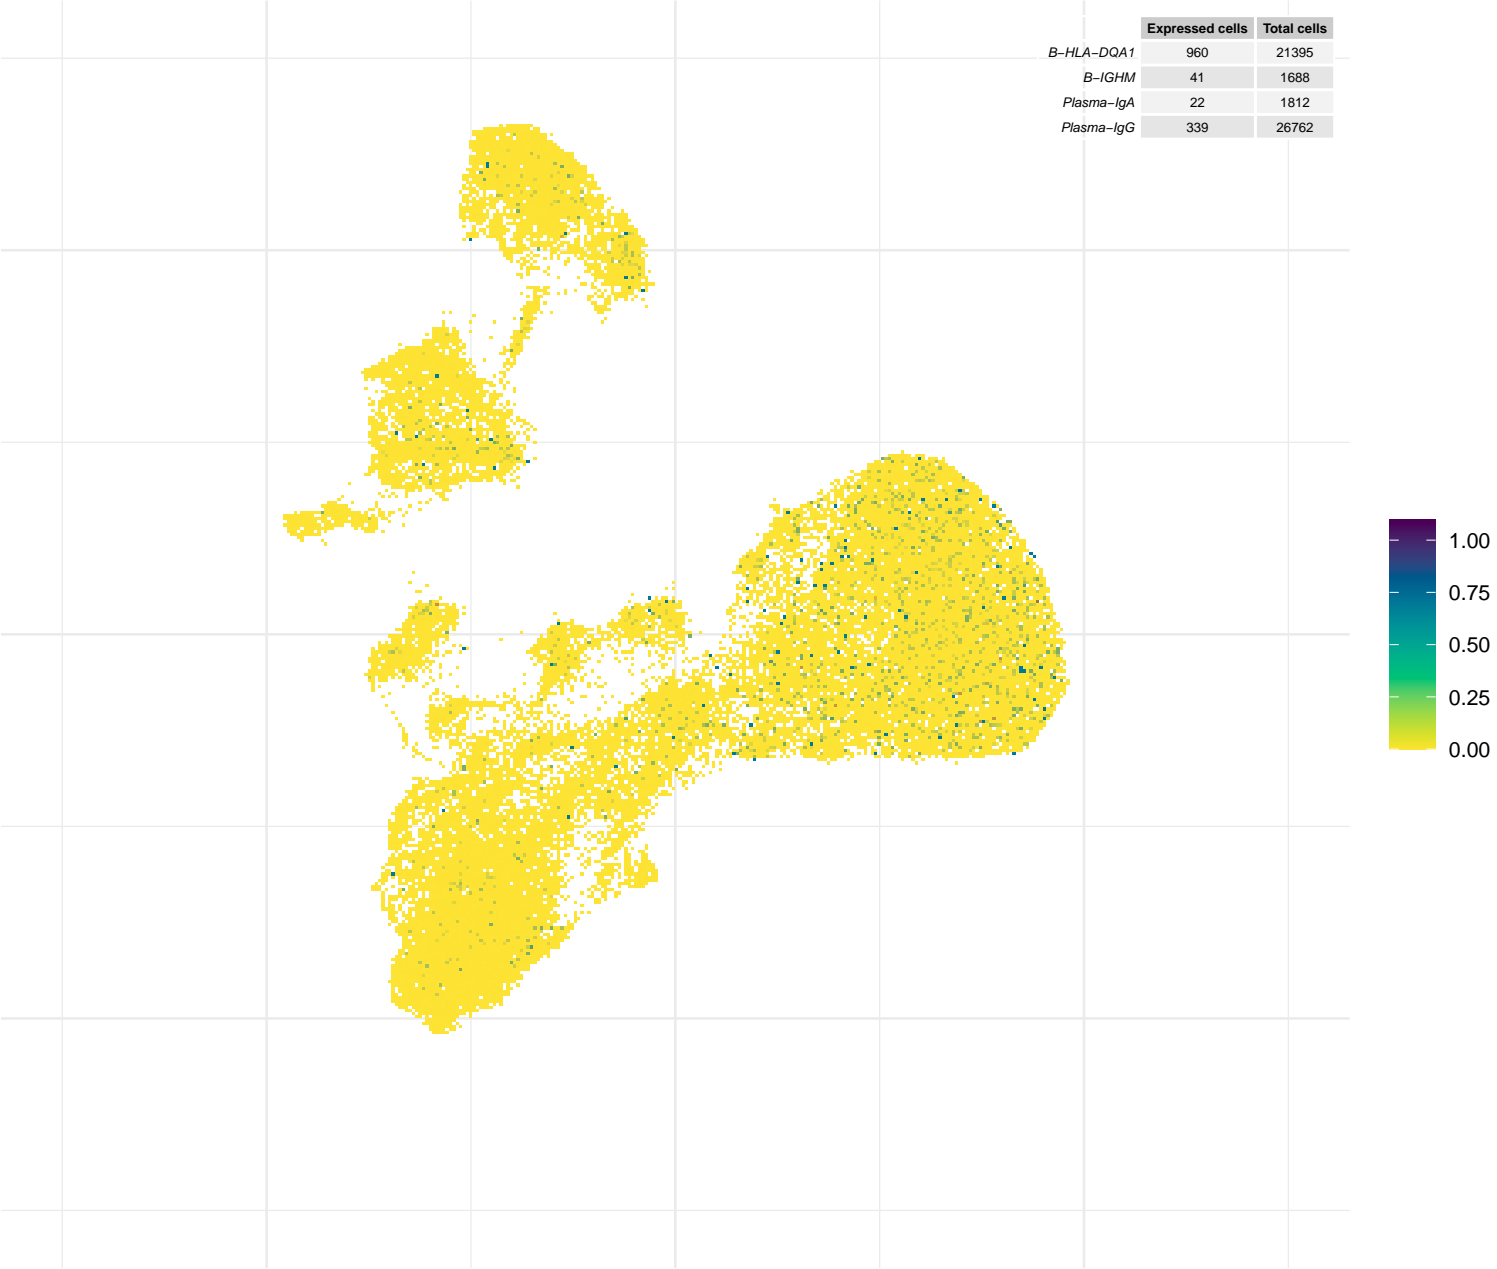 Expressed cells Total cells
B−HLA−DQA1 960 21395
B−IGHM 41 1688
Plasma−IgA 22 1812
Plasma−IgG 339 26762
1.00
0.75
0.50
0.25
0.00